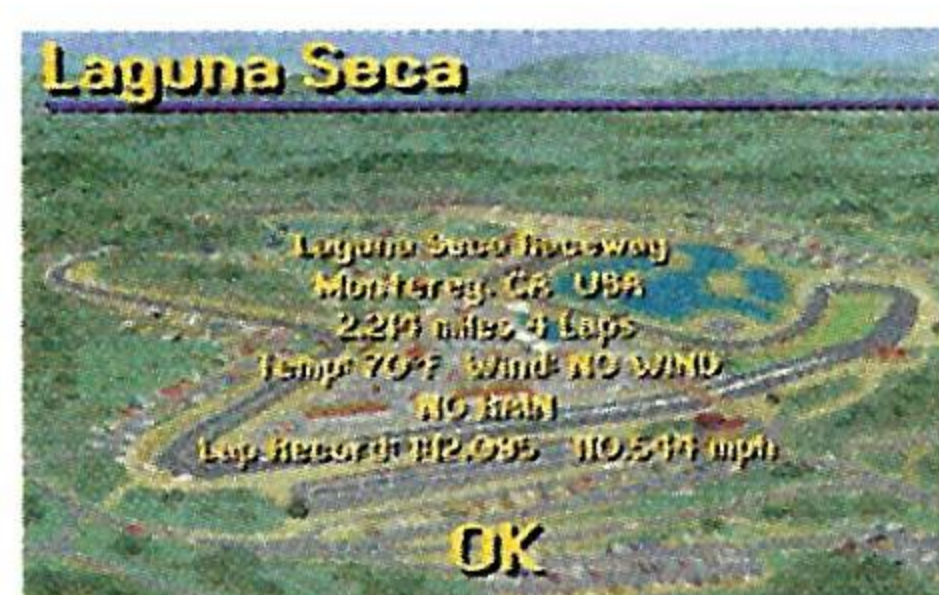 Laguna Seca
Laguna Seca Raceway
Monterey, CA USA
2.214 miles 4 Laps
Temp: 70°F Wind: NO WIND
NO RAIN
Lap Record: 1:12.095 110.544 mph
OK